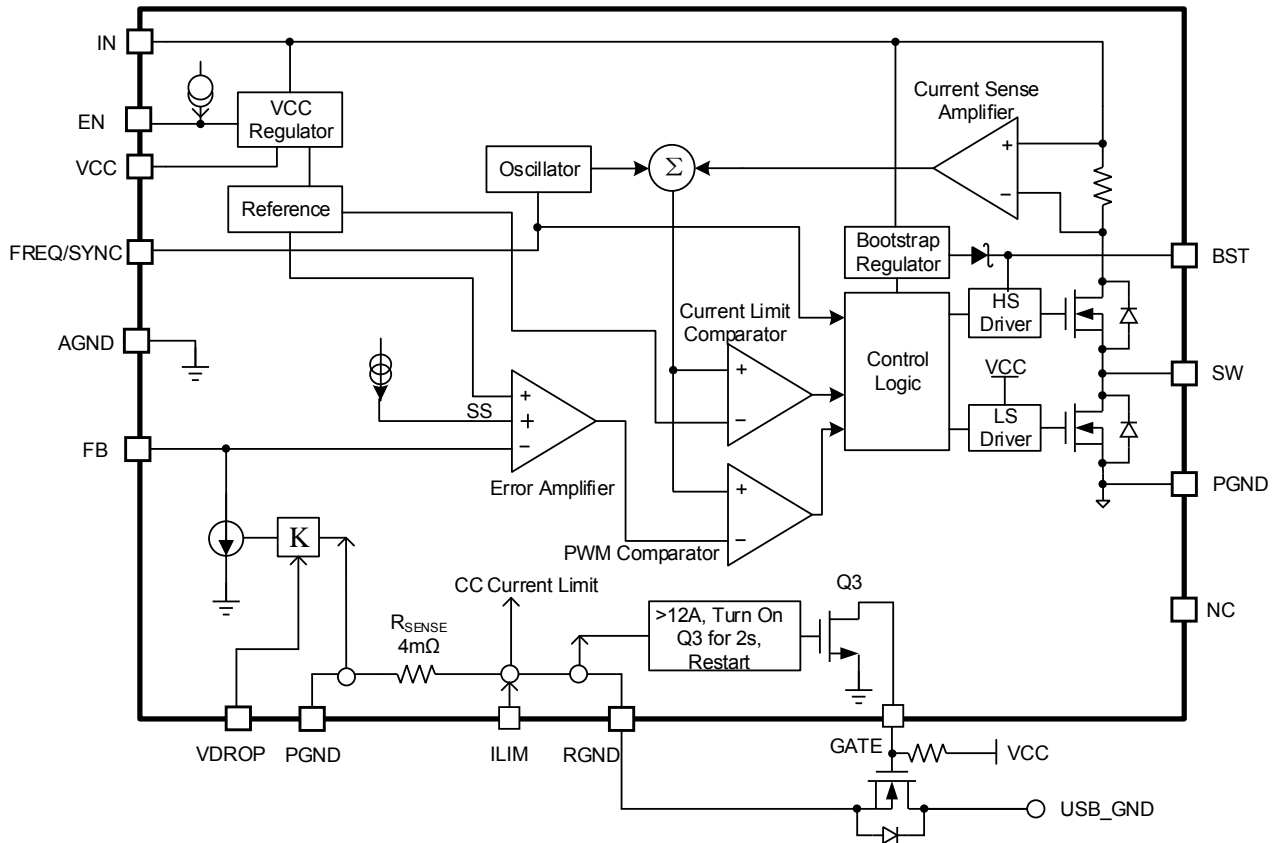 IN
Current Sense
Amplifier
+
−
VCC
Regulator
EN
VCC
Oscillator
Σ
Reference
FREQ/SYNC
Bootstrap
Regulator
BST
HS
Driver
Current Limit
Comparator
+
−
Control
Logic
AGND
SW
VCC
LS
Driver
SS
+
+
−
FB
Error Amplifier
+
−
PGND
K
PWM Comparator
CC Current Limit
Q3
NC
>12A, Turn On
Q3 for 2s,
Restart
RSENSE
4mΩ
VDROP
PGND
ILIM
RGND
GATE
VCC
USB_GND